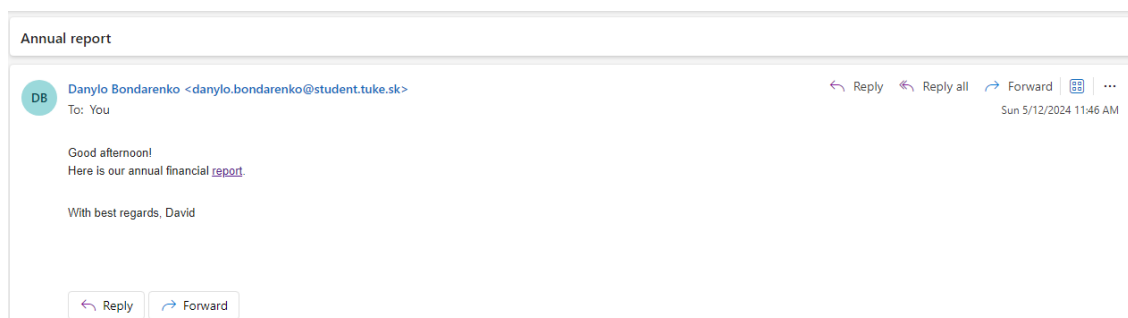 Annual report
DB
Danylo Bondarenko <danylo.bondarenko@student.tuke.sk>
Reply Reply all Forward
To: You
Sun 5/12/2024 11:46 AM
Good afternoon!
Here is our annual financial report.
With best regards, David
Reply Forward